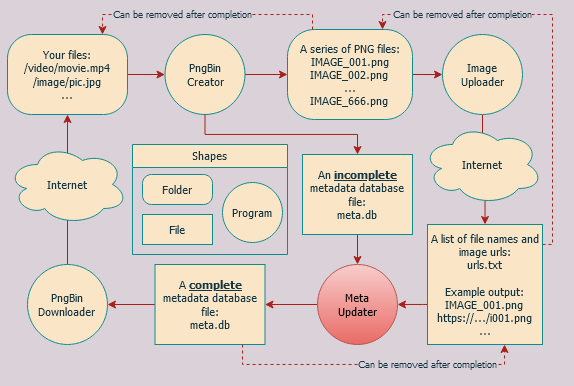 Can be removed after completion
Can be removed after completion
Your files:
/video/movie.mp4
/image/pic.jpg
...
PngBin
Creator
A series of PNG files:
IMAGE_001.png
IMAGE_002.png
...
IMAGE_666.png
Image
Uploader
Internet
Shapes
Folder
File
Program
An incomplete
metadata database
file:
meta.db
Internet
A list of file names and
image urls:
urls.txt
Example output:
IMAGE_001.png
https://.../i001.png
...
PngBin
Downloader
A complete
metadata database
file:
meta.db
Meta
Updater
Can be removed after completion